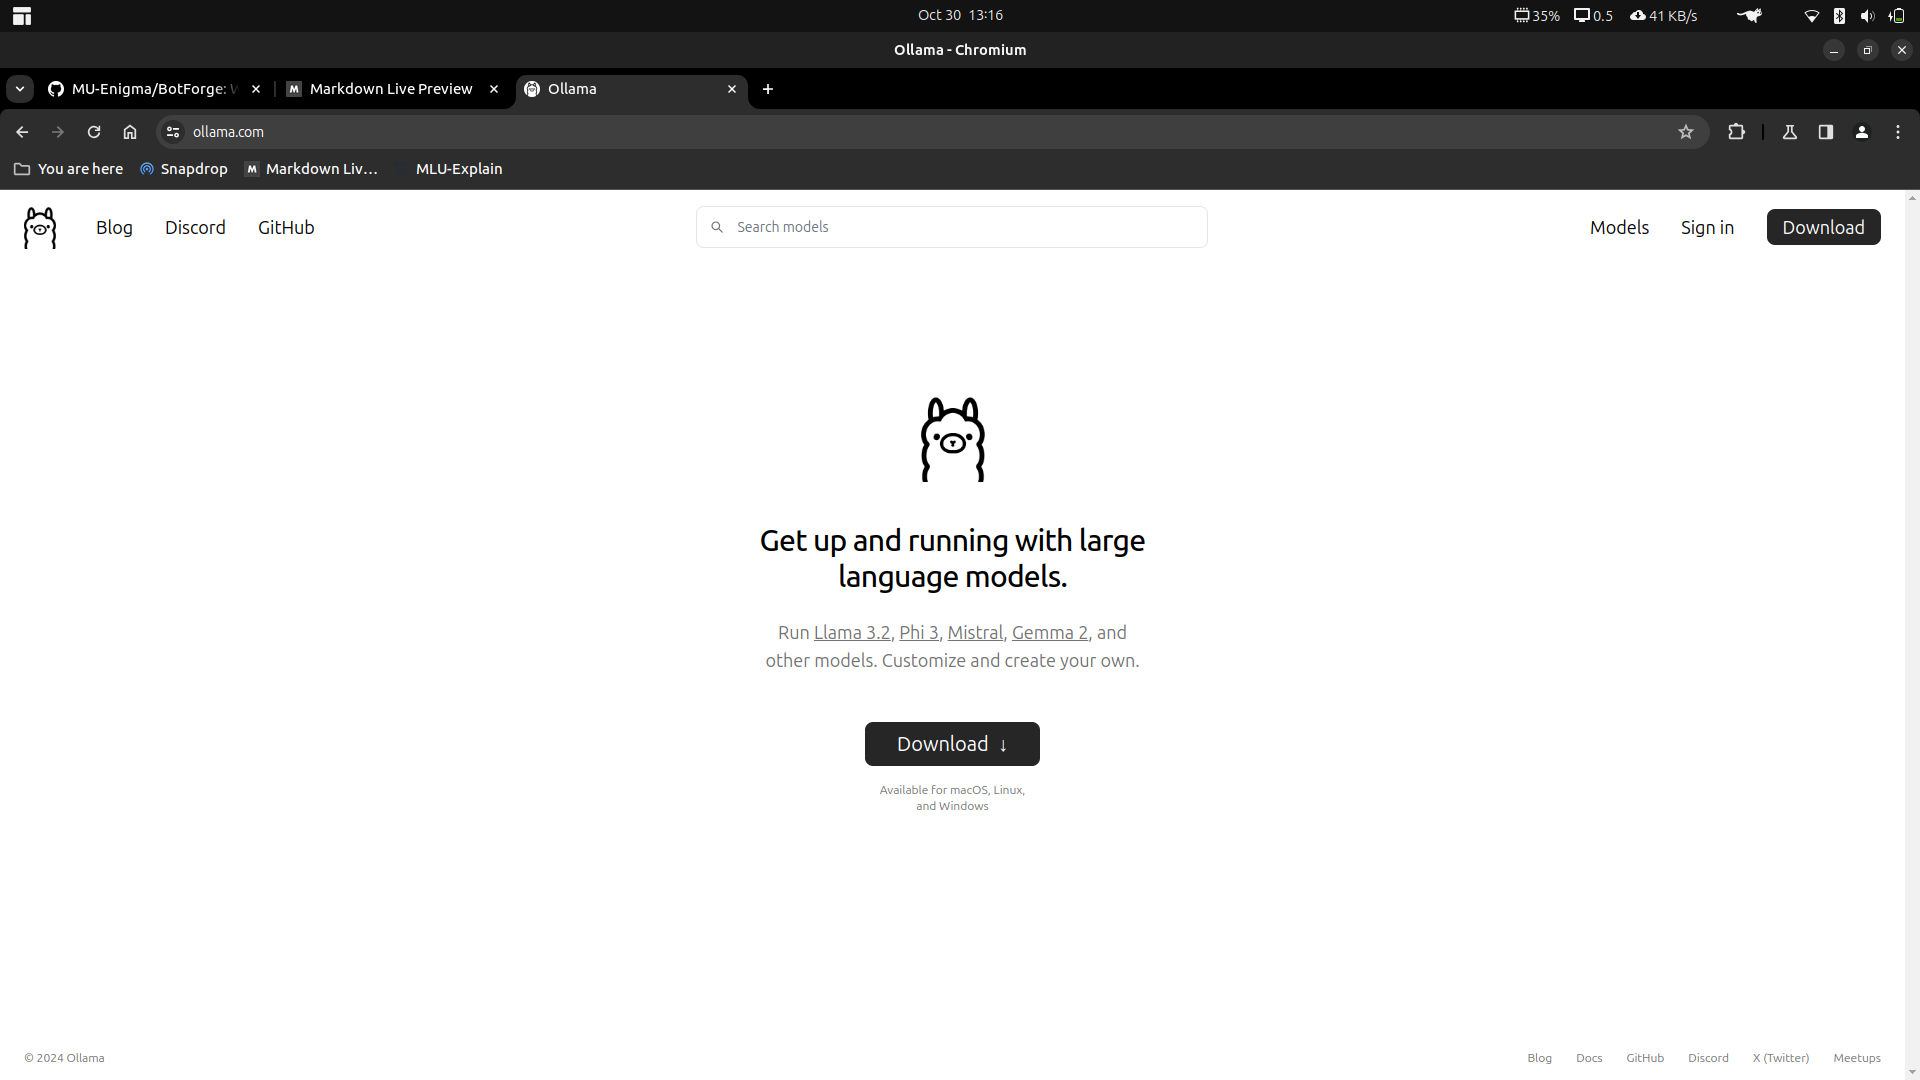 Oct 30 13:16
35%
0.5
41 KB/s
Ollama - Chromium
MU-Enigma/BotForge:
Markdown Live Preview
Ollama
ollama.com
You are here
Snapdrop
Markdown Liv...
MLU-Explain
Blog
Discord
GitHub
Search models
Models
Sign in
Download
Get up and running with large
language models.
Run Llama 3.2, Phi 3, Mistral, Gemma 2, and
other models. Customize and create your own.
Download ↓
Available for macOS, Linux,
and Windows
© 2024 Ollama
Blog
Docs
GitHub
Discord
X (Twitter)
Meetups